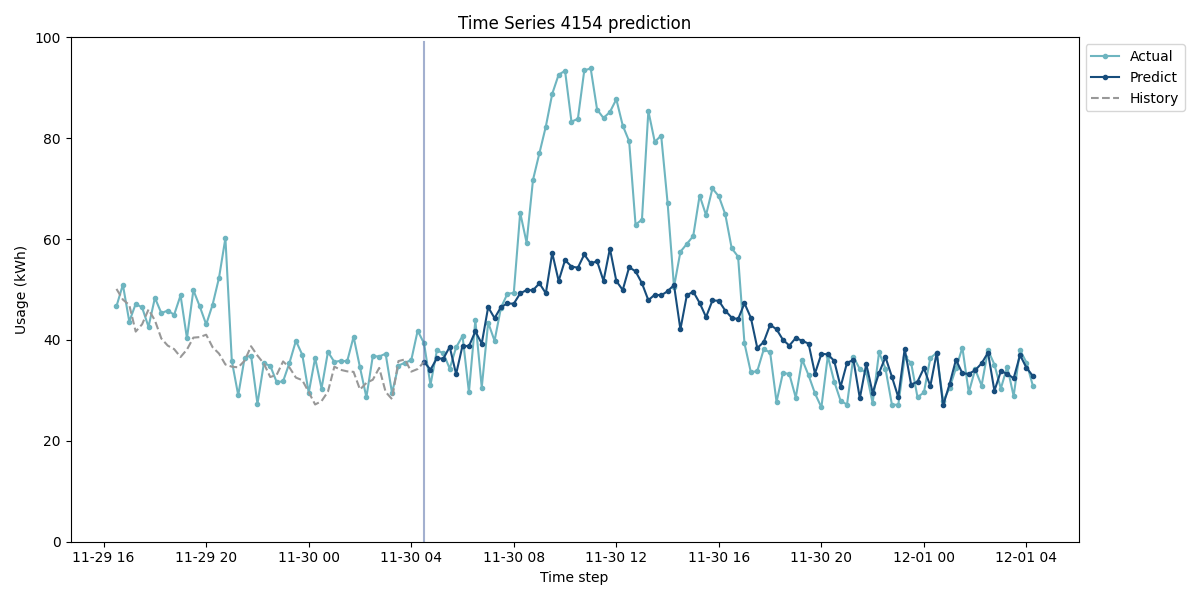 Time Series 4154 prediction
Usage (kWh)
100
80
60
40
20
0
11-29 16
11-29 20
11-30 00
11-30 04
11-30 08
11-30 12
11-30 16
11-30 20
12-01 00
12-01 04
Time step
Actual
Predict
History